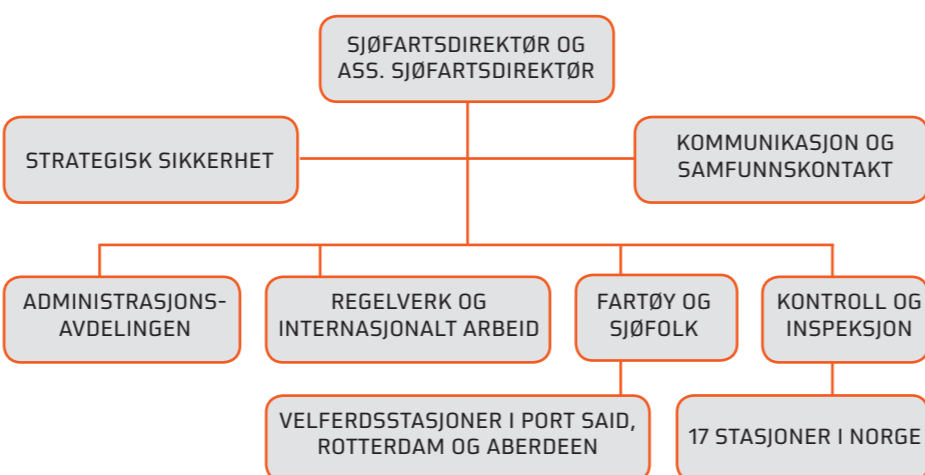 SJØFARTSDIREKTØR OG
ASS. SJØFARTSDIREKTØR
STRATEGISK SIKKERHET
KOMMUNIKASJON OG
SAMFUNNSKONTAKT
ADMINISTRASJONS-
AVDELINGEN
REGELVERK OG
INTERNASJONALT ARBEID
FARTØY OG
SJØFOLK
KONTROLL OG
INSPEKSJON
VELFERDSSTASJONER I PORT SAID,
ROTTERDAM OG ABERDEEN
17 STASJONER I NORGE